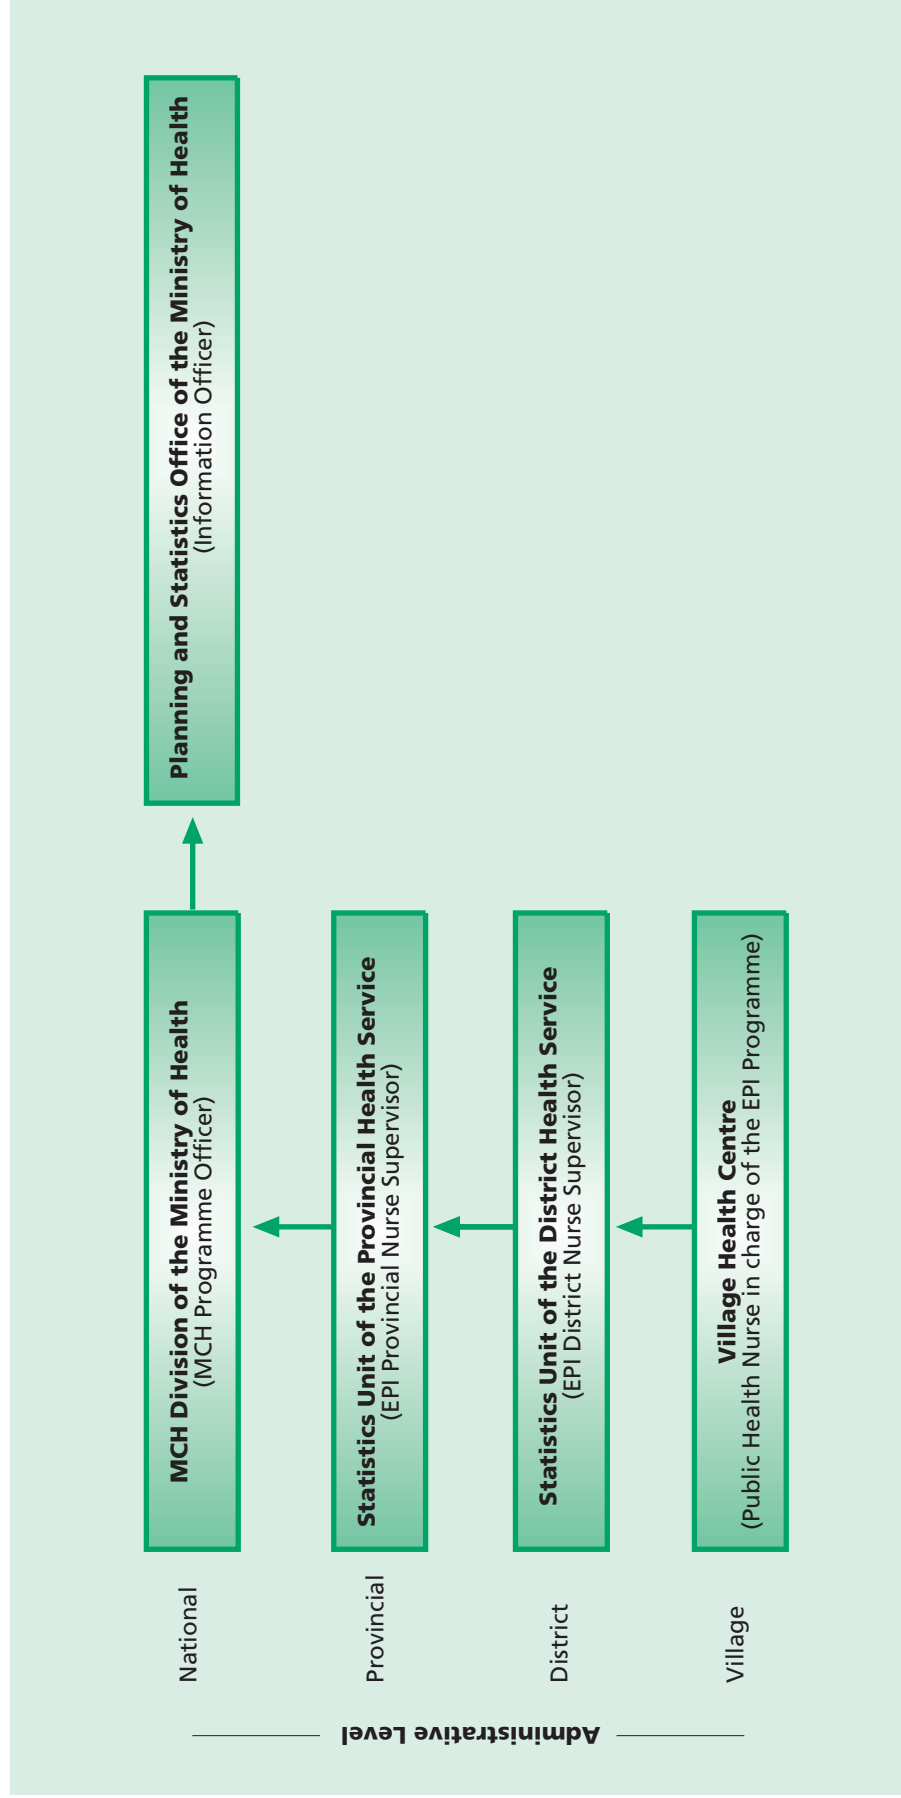 Administrative Level
National
MCH Division of the Ministry of Health
(MCH Programme Officer)
Planning and Statistics Office of the Ministry of Health
(Information Officer)
Provincial
Statistics Unit of the Provincial Health Service
(EPI Provincial Nurse Supervisor)
District
Statistics Unit of the District Health Service
(EPI District Nurse Supervisor)
Village
Village Health Centre
(Public Health Nurse in charge of the EPI Programme)